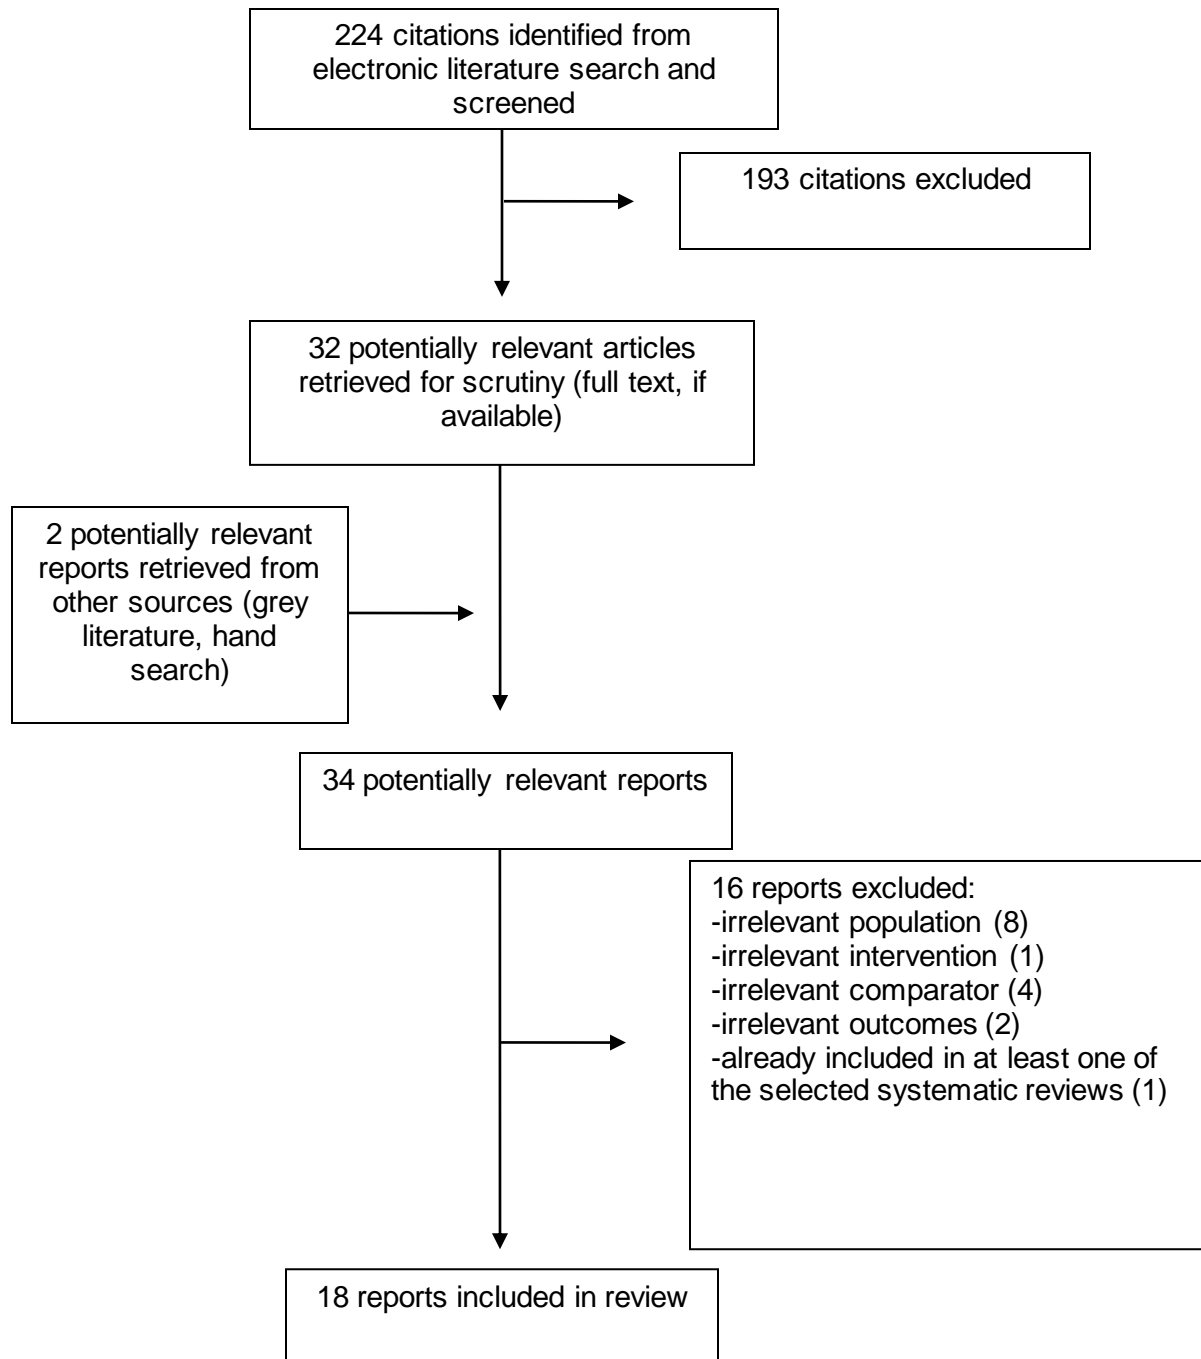 224 citations identified from
electronic literature search and
screened
193 citations excluded
32 potentially relevant articles
retrieved for scrutiny (full text, if
available)
2 potentially relevant
reports retrieved from
other sources (grey
literature, hand
search)
34 potentially relevant reports
16 reports excluded:
-irrelevant population (8)
-irrelevant intervention (1)
-irrelevant comparator (4)
-irrelevant outcomes (2)
-already included in at least one of
the selected systematic reviews (1)
18 reports included in review